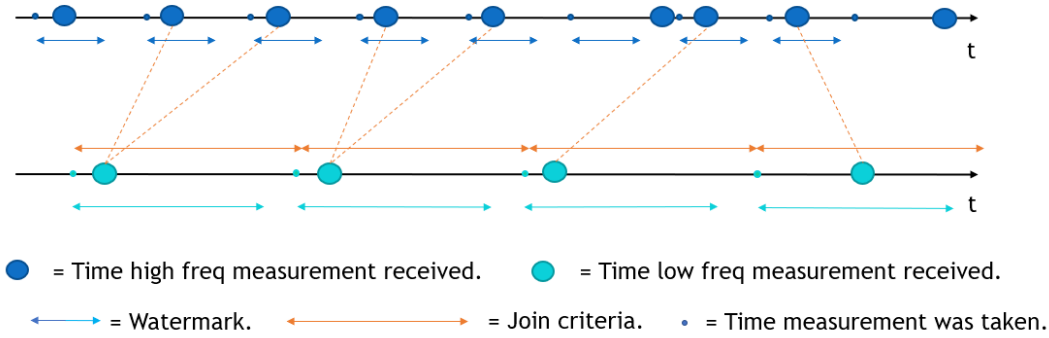 t
t
= Time high freq measurement received. = Time low freq measurement received.
= Watermark. = Join criteria. = Time measurement was taken.